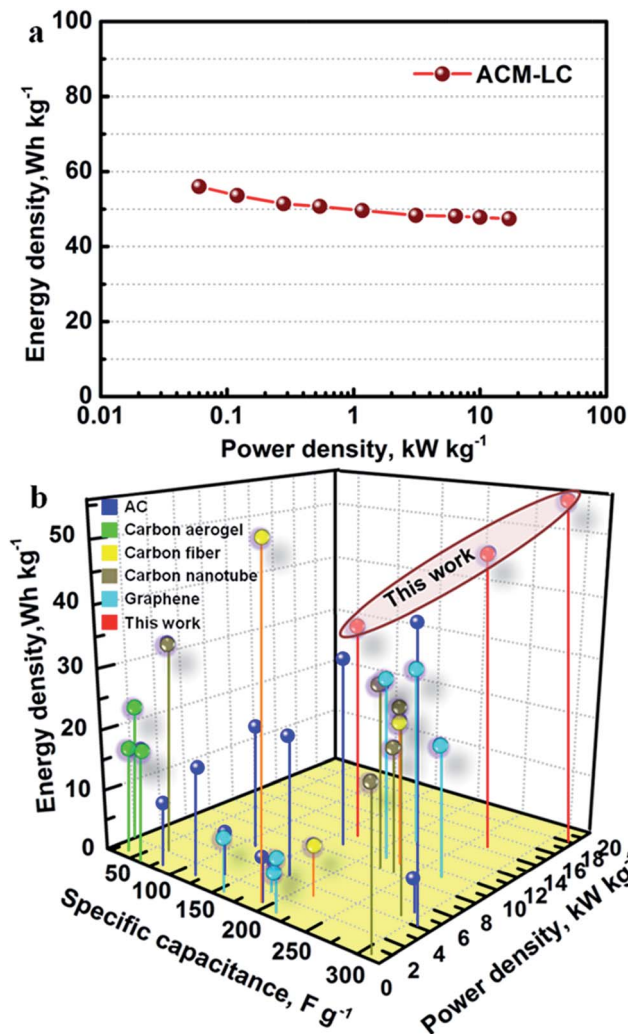 a
100
80
60
40
20
0
Energy density,Wh kg⁻¹
ACM-LC
0.01 0.1 1 10 100
Power density, kW kg⁻¹
b
AC
Carbon aerogel
Carbon fiber
Carbon nanotube
Graphene
This work
This work
50
40
30
20
10
0
Energy density,Wh kg⁻¹
50 100 150 200 250 300
Specific capacitance, F g⁻¹
0 2 4 6 8 10 12 14 16 18 20
Power density, kW kg⁻¹